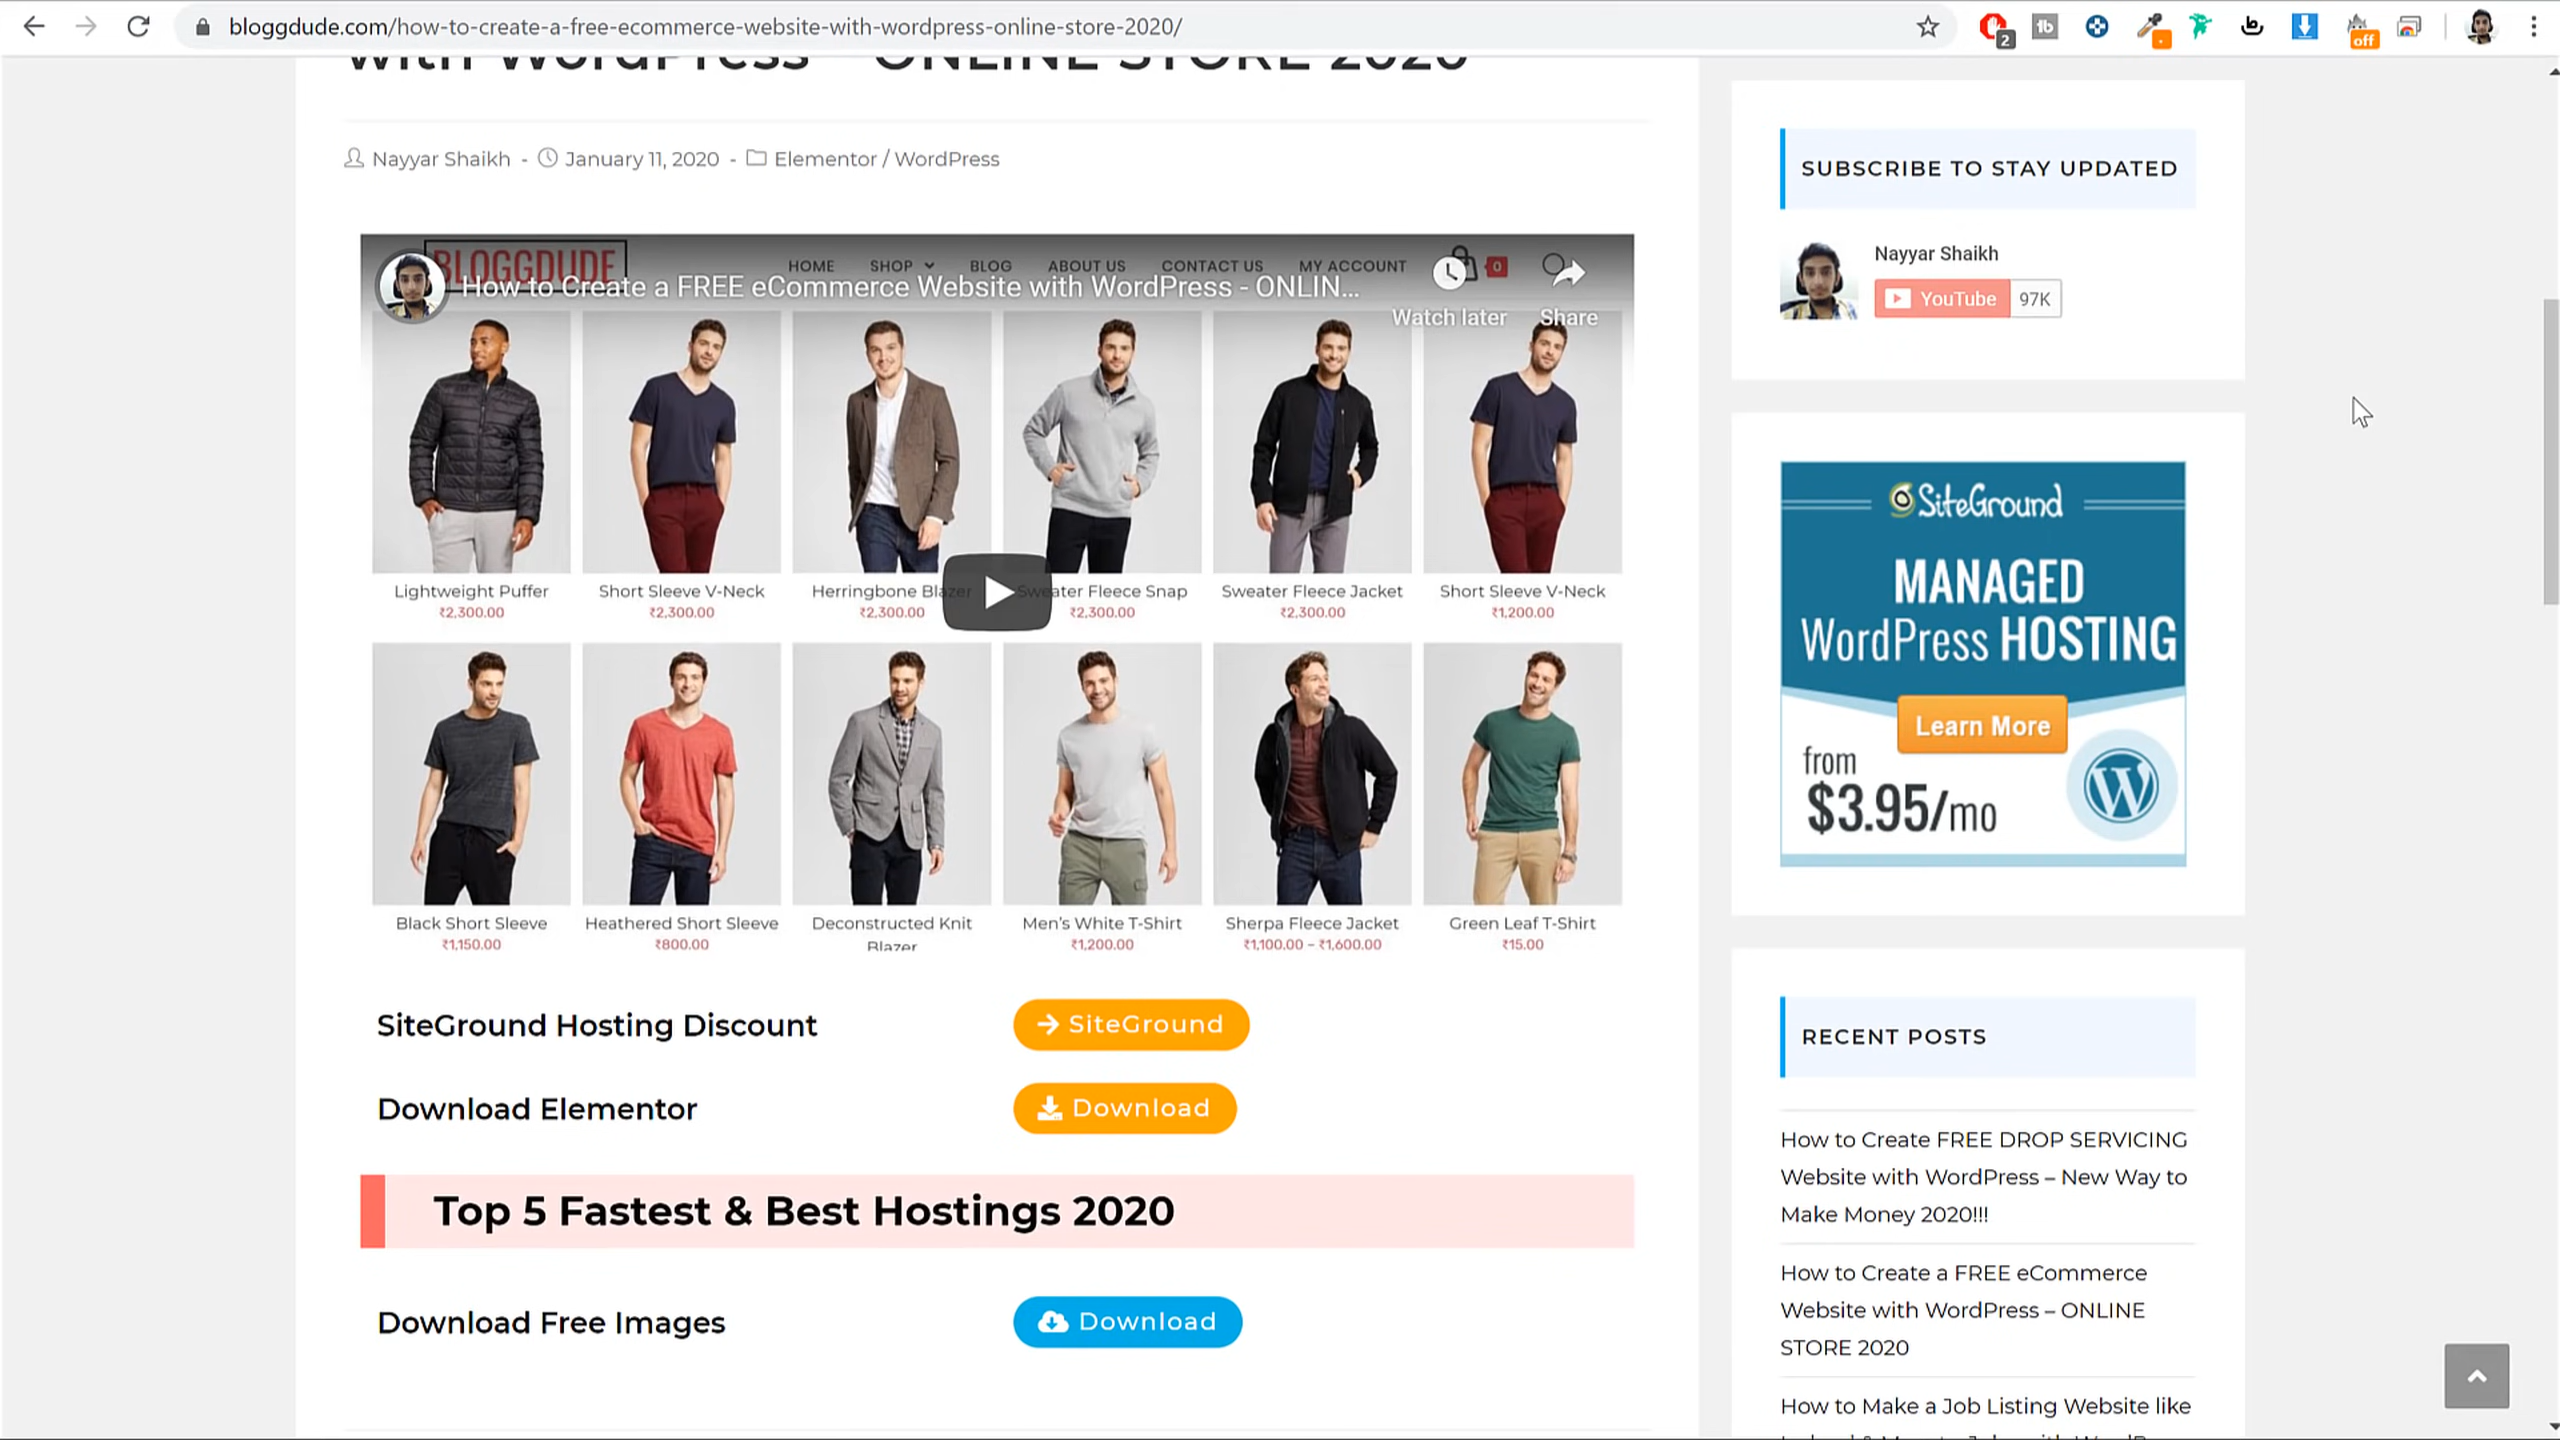 bloggdude.com/how-to-create-a-free-ecommerce-website-with-wordpress-online-store-2020/
2
off
with WordPress – ONLINE STORE 2020
Nayyar Shaikh - January 11, 2020 - Elementor / WordPress
BLOGGDUDE
HOME SHOP BLOG ABOUT US CONTACT US MY ACCOUNT 0
How to Create a FREE eCommerce Website with WordPress - ONLIN...
Watch later Share
Lightweight Puffer Short Sleeve V-Neck Herringbone Blazer Sweater Fleece Snap Sweater Fleece Jacket Short Sleeve V-Neck
₹2,300.00 ₹2,300.00 ₹2,300.00 ₹2,300.00 ₹2,300.00 ₹1,200.00
Black Short Sleeve Heathered Short Sleeve Deconstructed Knit Men's White T-Shirt Sherpa Fleece Jacket Green Leaf T-Shirt
Blazer
₹1,150.00 ₹800.00 ₹1,200.00 ₹1,100.00 – ₹1,600.00 ₹15.00
SiteGround Hosting Discount SiteGround
Download Elementor Download
Top 5 Fastest & Best Hostings 2020
Download Free Images Download
SUBSCRIBE TO STAY UPDATED
Nayyar Shaikh
YouTube 97K
SiteGround
MANAGED
WordPress HOSTING
Learn More
from
$3.95/mo
RECENT POSTS
How to Create FREE DROP SERVICING
Website with WordPress – New Way to
Make Money 2020!!!
How to Create a FREE eCommerce
Website with WordPress – ONLINE
STORE 2020
How to Make a Job Listing Website like